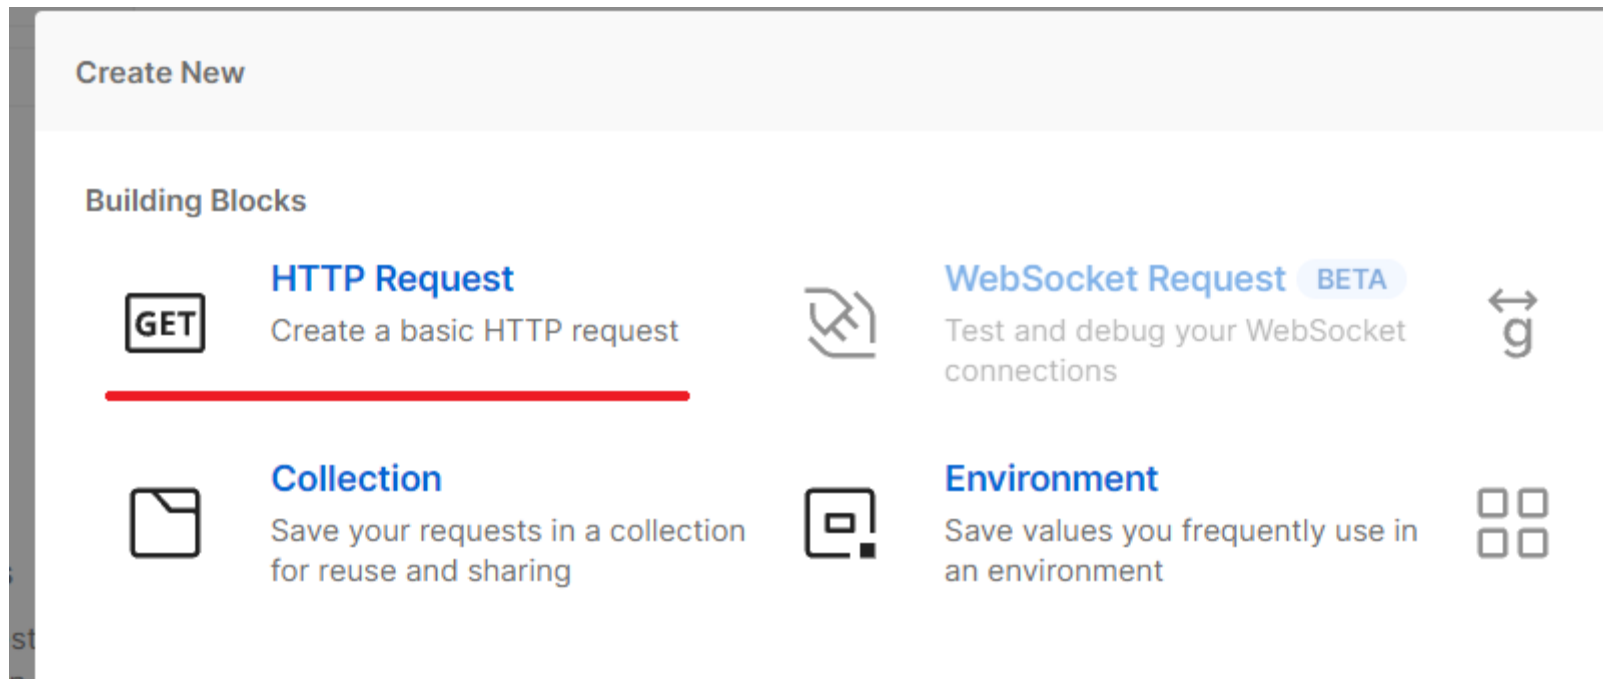 Create New
Building Blocks
GET
HTTP Request
Create a basic HTTP request
WebSocket Request BETA
Test and debug your WebSocket
connections
g
Collection
Save your requests in a collection
for reuse and sharing
Environment
Save values you frequently use in
an environment
st